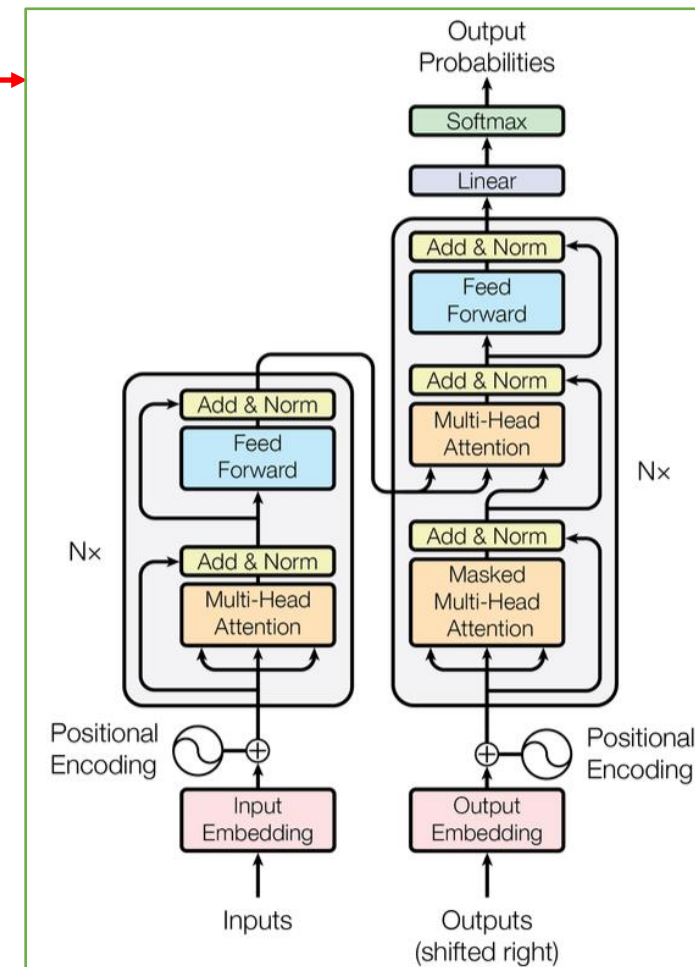 Output
Probabilities
Softmax
Linear
Add & Norm
Feed
Forward
Add & Norm
Multi-Head
Attention
Nx
Add & Norm
Masked
Multi-Head
Attention
Add & Norm
Feed
Forward
Nx
Add & Norm
Multi-Head
Attention
Positional
Encoding
Positional
Encoding
Input
Embedding
Output
Embedding
Inputs
Outputs
(shifted right)